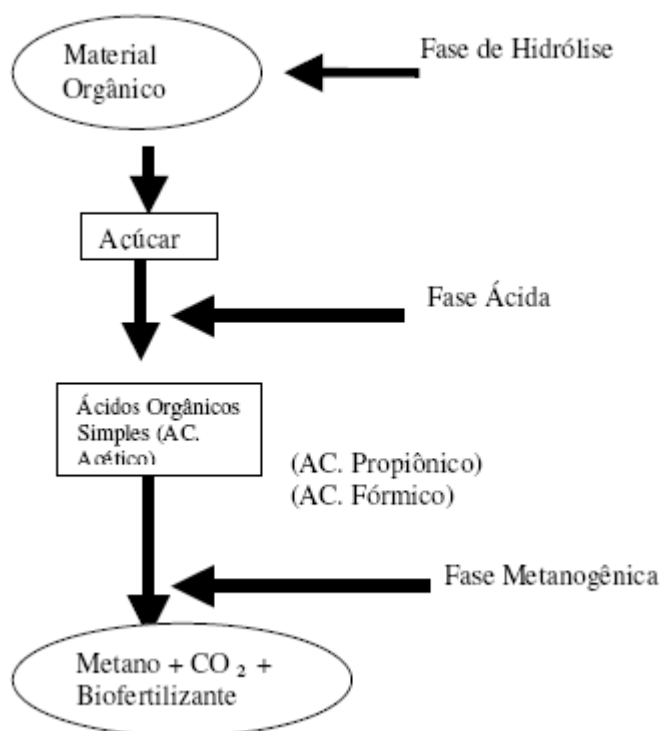 Material
Orgânico
Fase de Hidrólise
Açúcar
Fase Ácida
Ácidos Orgânicos
Simples (AC.
Acético)
(AC. Propiônico)
(AC. Fórmico)
Fase Metanogênica
Metano + CO ₂ +
Biofertilizante